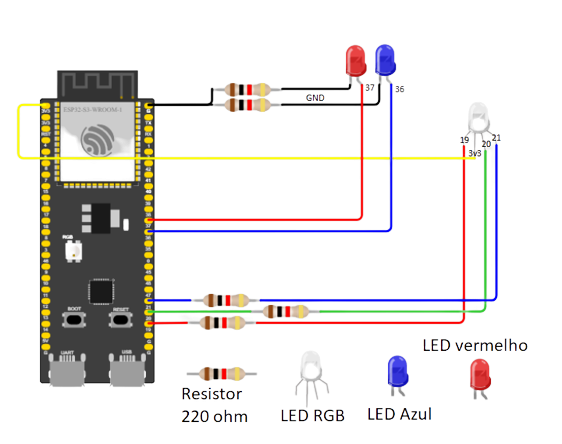 ESP32-S3-WROOM-1
37
36
GND
19
3v3
20
21
RGB
BOOT
RESET
UART
USB
LED vermelho
Resistor
220 ohm
LED RGB
LED Azul